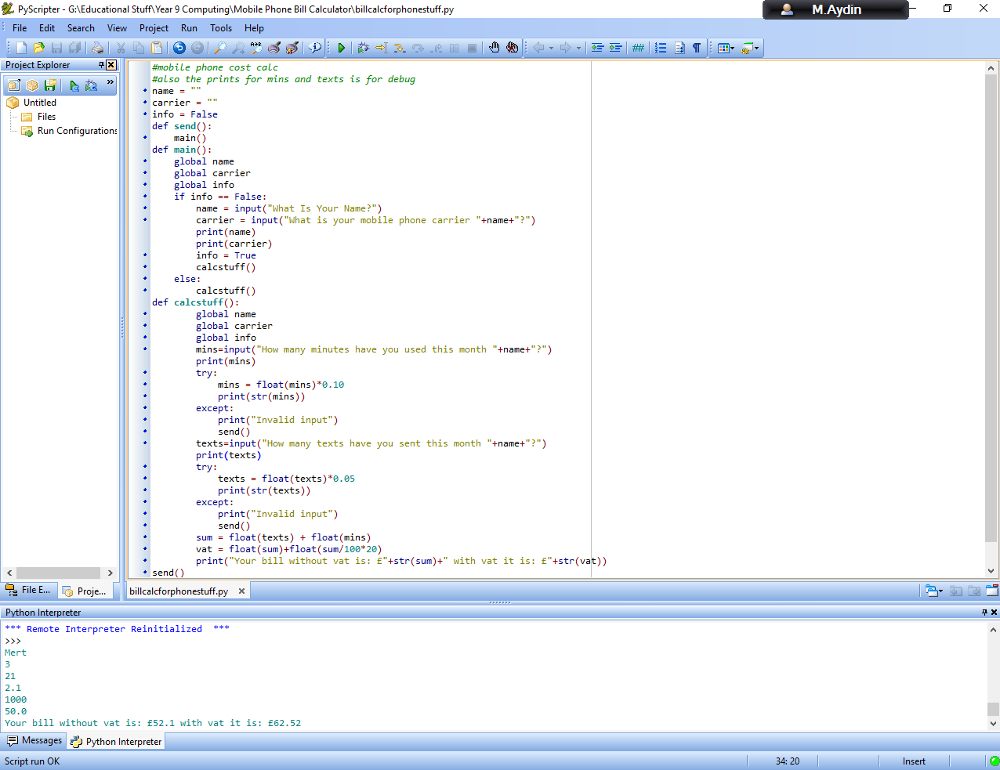 PyScripter - G:\Educational Stuff\Year 9 Computing\Mobile Phone Bill Calculator\billcalcforphonestuff.py
M.Aydin
File Edit Search View Project Run Tools Help
Project Explorer
Untitled
Files
Run Configurations
#mobile phone cost calc
#also the prints for mins and texts is for debug
name = ""
carrier = ""
info = False
def send():
    main()
def main():
    global name
    global carrier
    global info
    if info == False:
        name = input("What Is Your Name?")
        carrier = input("What is your mobile phone carrier "+name+"?")
        print(name)
        print(carrier)
        info = True
        calcstuff()
    else:
        calcstuff()
def calcstuff():
        global name
        global carrier
        global info
        mins=input("How many minutes have you used this month "+name+"?")
        print(mins)
        try:
            mins = float(mins)*0.10
            print(str(mins))
        except:
            print("Invalid input")
            send()
        texts=input("How many texts have you sent this month "+name+"?")
        print(texts)
        try:
            texts = float(texts)*0.05
            print(str(texts))
        except:
            print("Invalid input")
            send()
        sum = float(texts) + float(mins)
        vat = float(sum)+float(sum/100*20)
        print("Your bill without vat is: £"+str(sum)+" with vat it is: £"+str(vat))
send()
File E... Proje...
billcalcforphonestuff.py
Python Interpreter
*** Remote Interpreter Reinitialized  ***
>>>
Mert
3
21
2.1
1000
50.0
Your bill without vat is: £52.1 with vat it is: £62.52
Messages Python Interpreter
Script run OK
34: 20
Insert